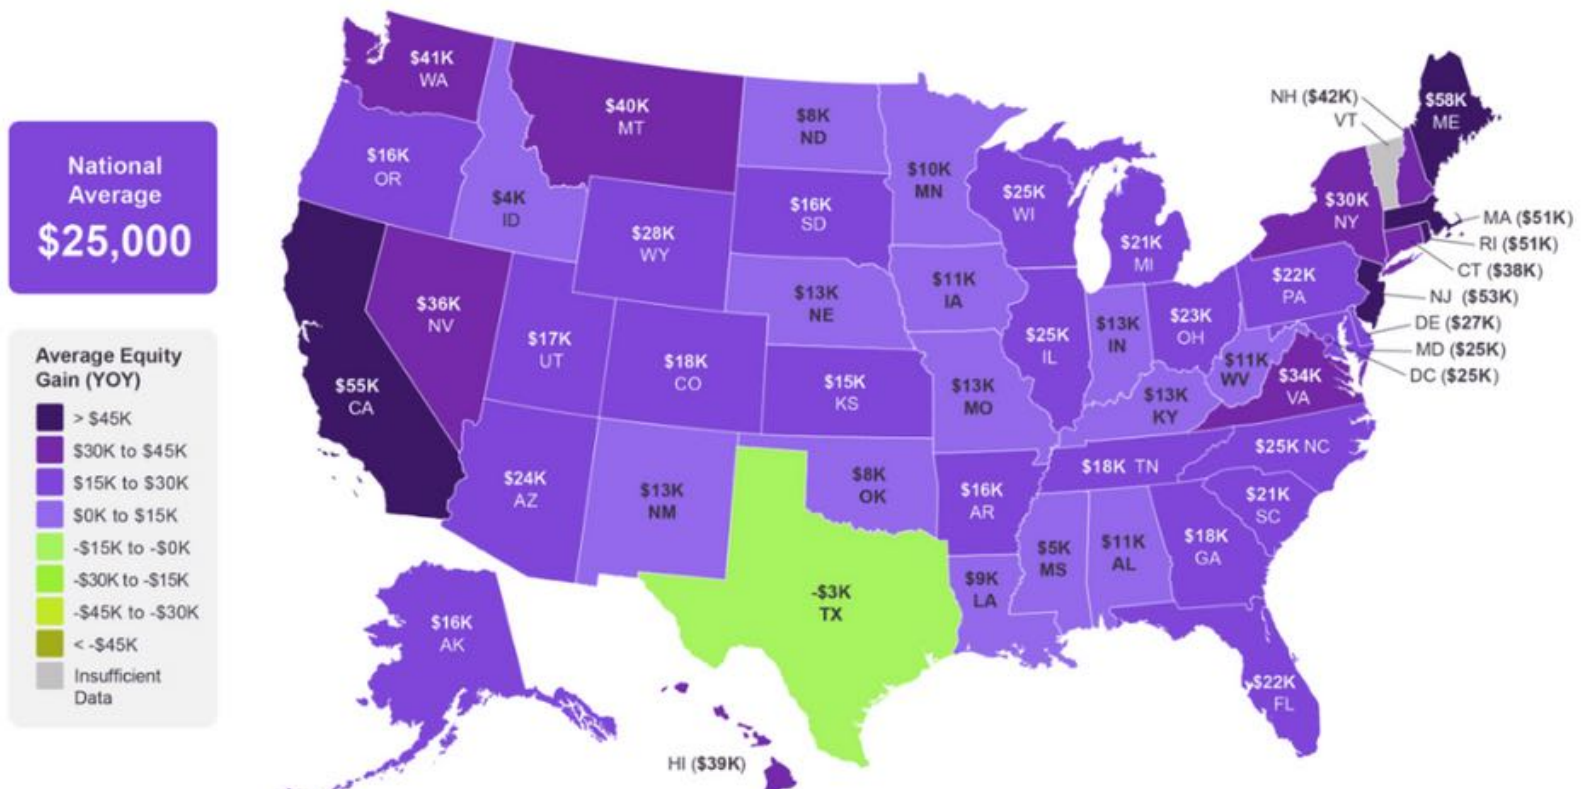 National
Average
$25,000
Average Equity
Gain (YOY)
> $45K
$30K to $45K
$15K to $30K
$0K to $15K
-$15K to -$0K
-$30K to -$15K
-$45K to -$30K
< -$45K
Insufficient
Data
$41K
WA
$40K
MT
$8K
ND
$10K
MN
$16K
OR
$4K
ID
$28K
WY
$16K
SD
$25K
WI
$21K
MI
$30K
NY
NH ($42K)
VT
$58K
ME
MA ($51K)
RI ($51K)
CT ($38K)
NJ ($53K)
DE ($27K)
MD ($25K)
DC ($25K)
$55K
CA
$36K
NV
$17K
UT
$18K
CO
$13K
NE
$11K
IA
$25K
IL
$13K
IN
$23K
OH
$22K
PA
$11K
WV
$34K
VA
$15K
KS
$13K
MO
$13K
KY
$25K NC
$18K TN
$24K
AZ
$13K
NM
$8K
OK
$16K
AR
$21K
SC
$18K
GA
$11K
AL
$5K
MS
$9K
LA
-$3K
TX
$22K
FL
$16K
AK
HI ($39K)